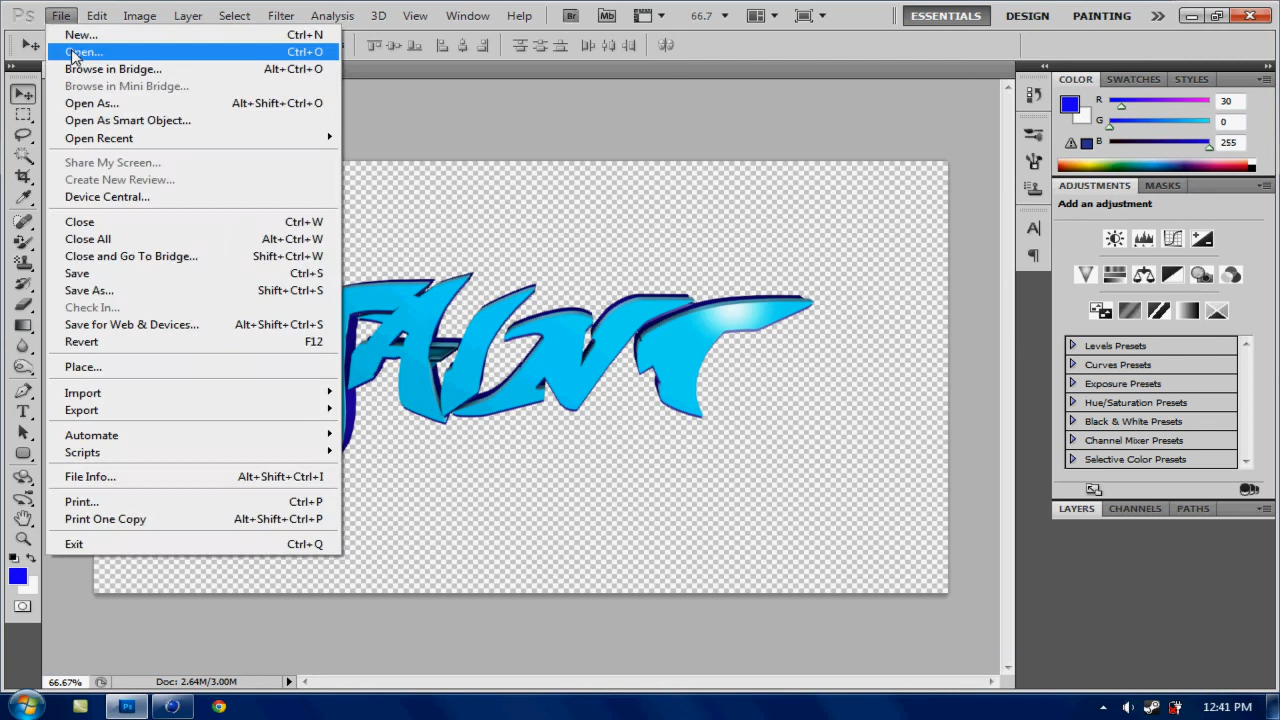 Ps File Edit Image Layer Select Filter Analysis 3D View Window Help Br Mb 66.7 ESSENTIALS DESIGN PAINTING
New... Ctrl+N
Open... Ctrl+O
Browse in Bridge... Alt+Ctrl+O
Browse in Mini Bridge...
Open As... Alt+Shift+Ctrl+O
Open As Smart Object...
Open Recent
Share My Screen...
Create New Review...
Device Central...
Close Ctrl+W
Close All Alt+Ctrl+W
Close and Go To Bridge... Shift+Ctrl+W
Save Ctrl+S
Save As... Shift+Ctrl+S
Check In...
Save for Web & Devices... Alt+Shift+Ctrl+S
Revert F12
Place...
Import
Export
Automate
Scripts
File Info... Alt+Shift+Ctrl+I
Print... Ctrl+P
Print One Copy Alt+Shift+Ctrl+P
Exit Ctrl+Q
COLOR SWATCHES STYLES
R 30
G 0
B 255
ADJUSTMENTS MASKS
Add an adjustment
Levels Presets
Curves Presets
Exposure Presets
Hue/Saturation Presets
Black & White Presets
Channel Mixer Presets
Selective Color Presets
LAYERS CHANNELS PATHS
66.67% Doc: 2.64M/3.00M
Ps 12:41 PM